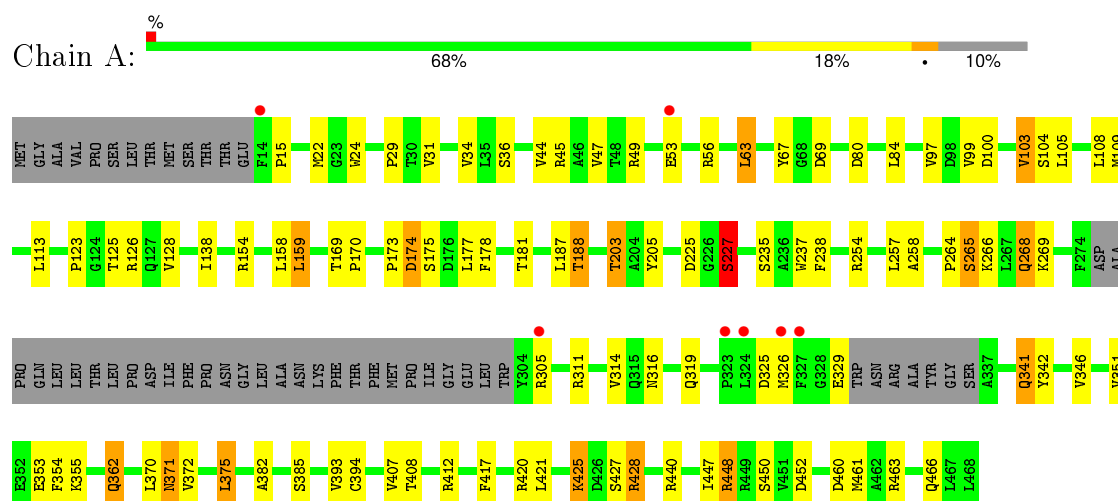 %
Chain A:
68% 18% • 10%
MET GLY ALA VAL PRO SER LEU THR MET SER THR THR GLU F14 P15 M22 G23 W24 P29 T30 V31 V34 L35 S36 V44 R45 A46 V47 T48 R49 E53 R56 L63 Y67 G68 D69 D80 L84 V97 D98 V99 D100 V103 S104 L105 L108 M109
L113 P123 G124 T125 R126 Q127 V128 I138 R154 L158 L159 T169 P170 P173 D174 S175 D176 L177 F178 T181 L187 T188 T203 A204 Y205 D225 G226 S227 S235 A236 W237 F238 R254 L257 A258 P264 S265 K266 L267 Q268 K269 F274 ASP ALA
PRO GLN LEU LEU THR LEU PRO ASP ILE PHE PRO ASN GLY LEU ALA ASN LYS PHE THR PHE MET PRO ILE GLY GLU LEU TRP Y304 R305 R311 V314 Q315 N316 Q319 P323 L324 D325 M326 F327 G328 E329 TRP ASN ARG ALA TYR GLY SER A337 Q341 Y342 V346 V351
E352 E353 F354 K355 Q362 L370 N371 V372 L375 A382 S385 V393 C394 V407 T408 R412 F417 R420 L421 K425 D426 S427 R428 R440 I447 R448 R449 S450 V451 D452 D460 M461 A462 R463 Q466 L467 L468